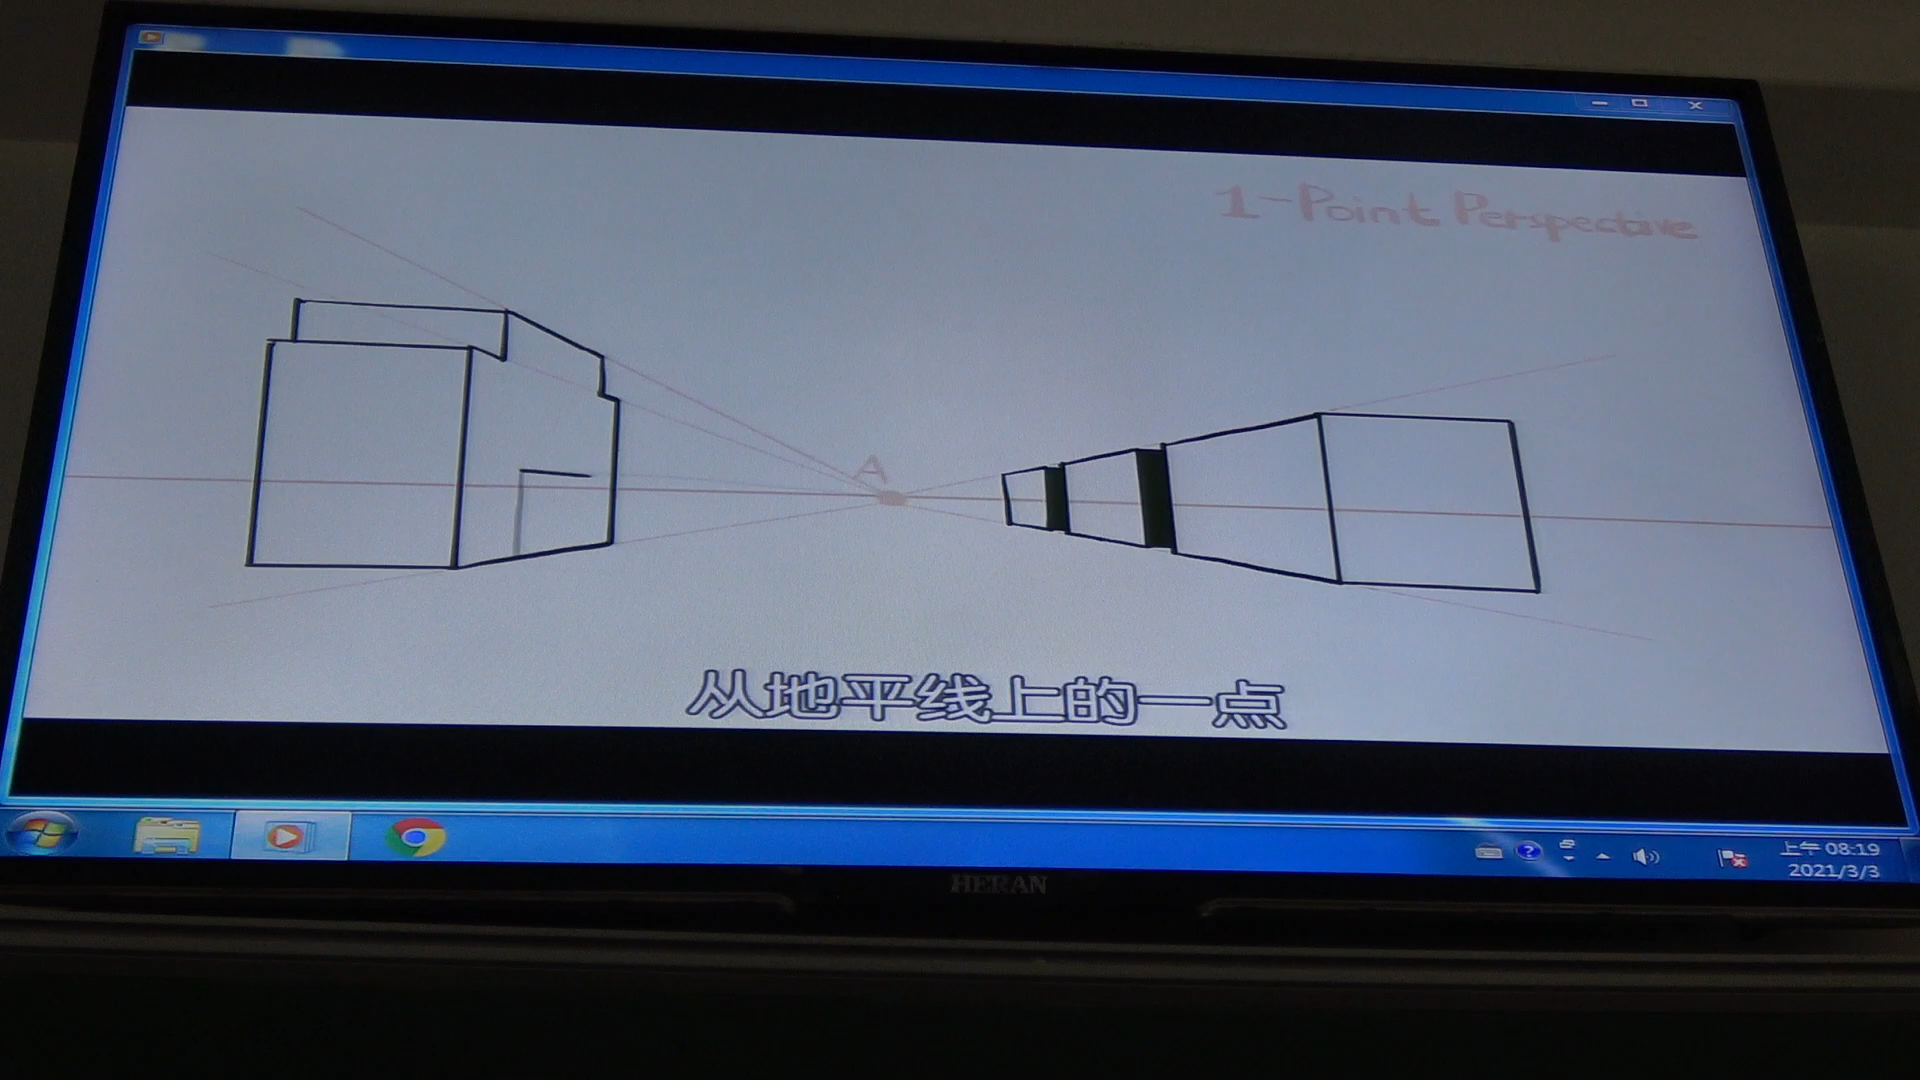 1-Point Perspective
A
从地平线上的一点
上午 08:19
2021/3/3
HERAN